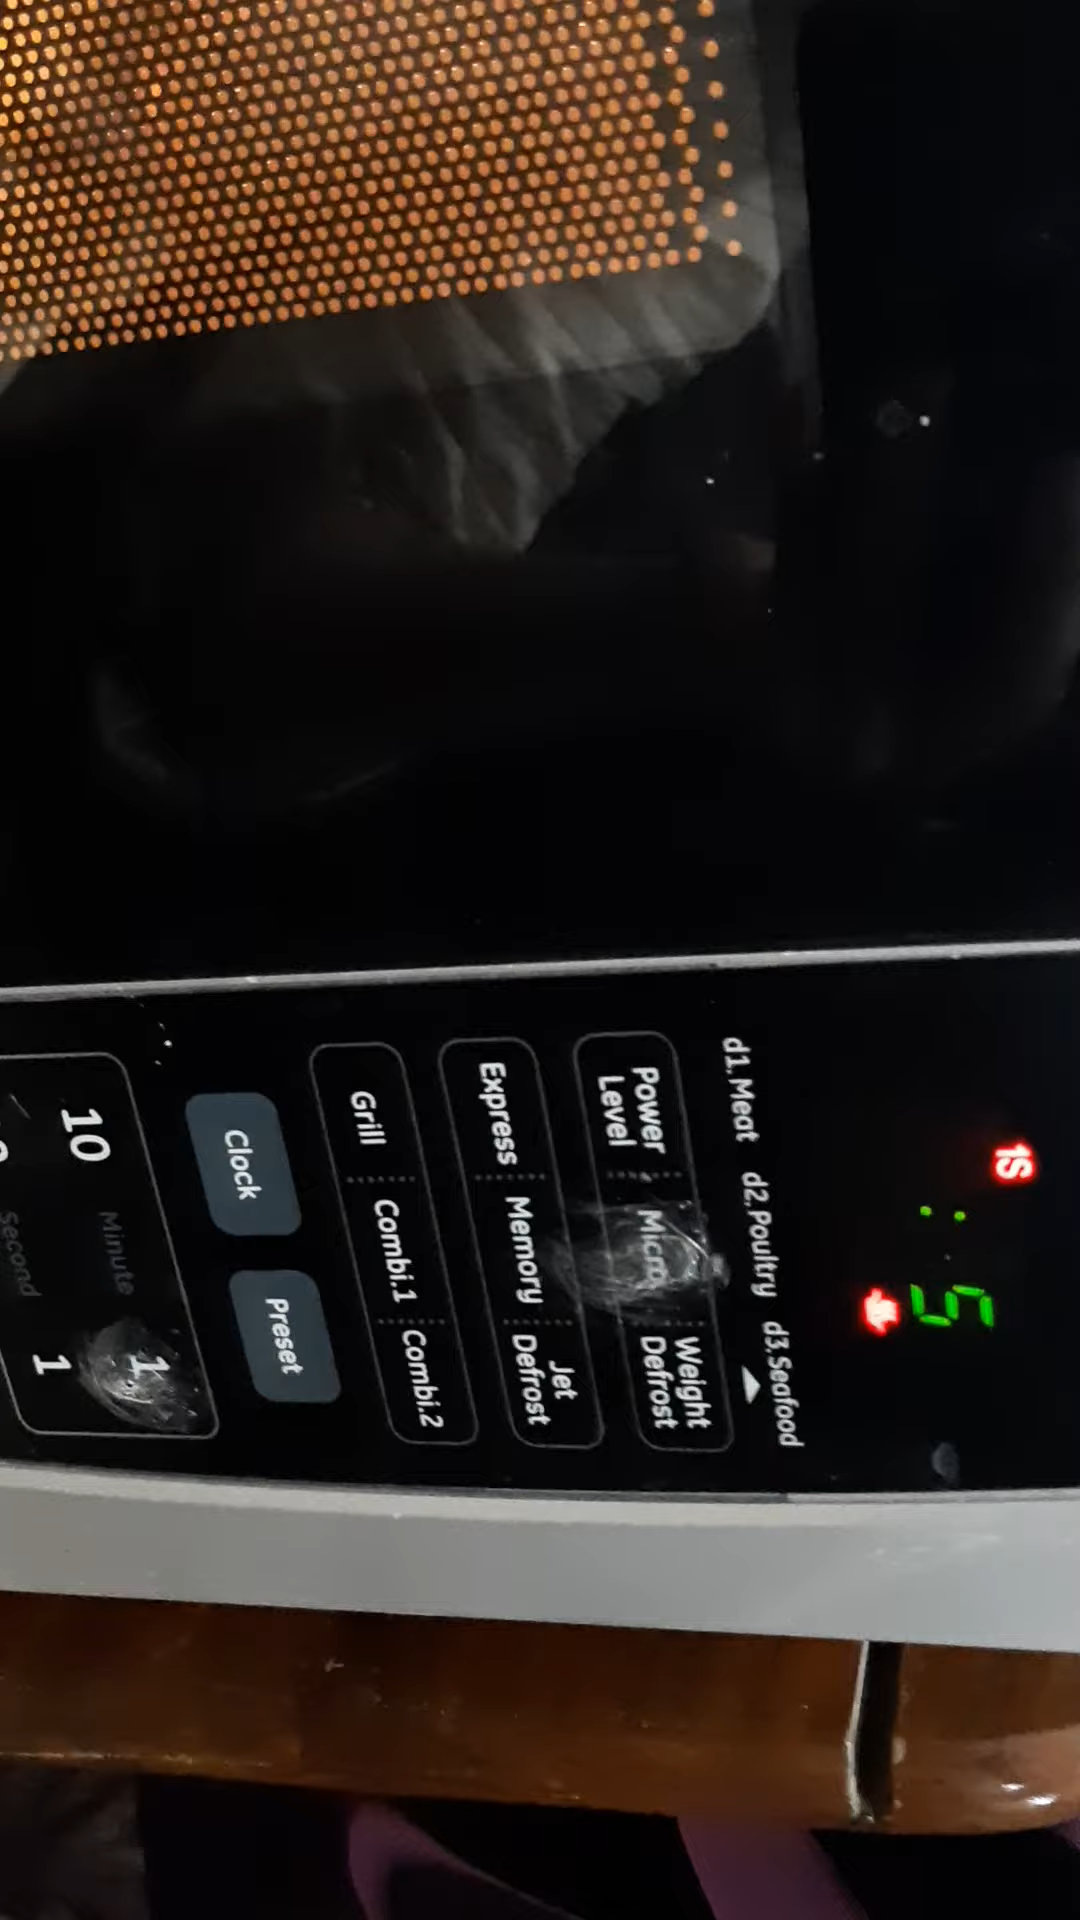 1S
:5
d1.Meat d2.Poultry d3.Seafood
Power Level
Micro
Weight Defrost
Express
Memory
Jet Defrost
Grill
Combi.1
Combi.2
Clock
Preset
10
Minute
1
Second
1